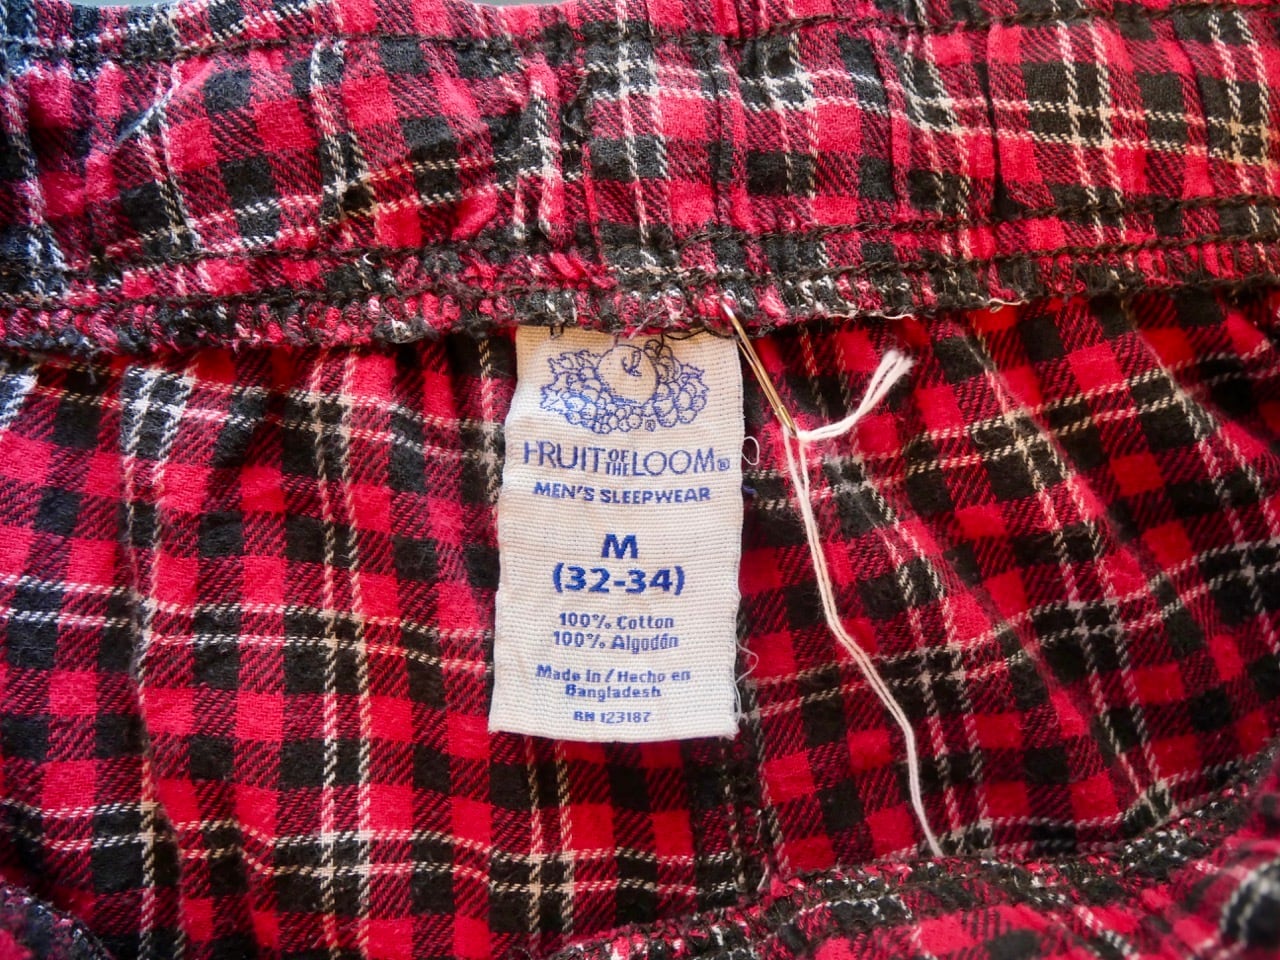 FRUIT OF THE LOOM®
MEN'S SLEEPWEAR
M
(32-34)
100% Cotton
100% Algodón
Made in / Hecho en
Bangladesh
RN 123187